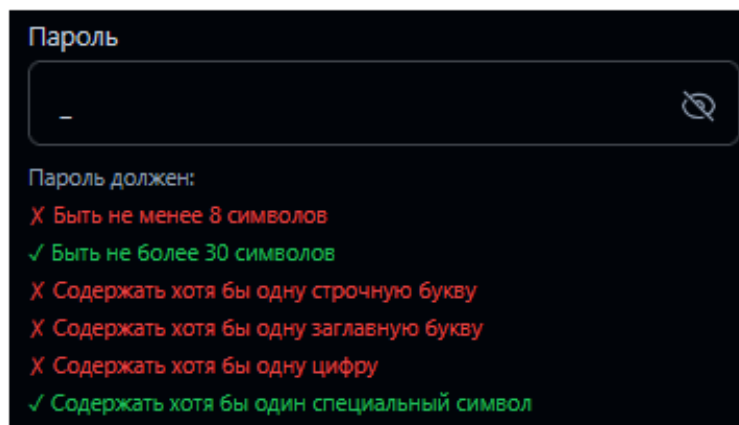 Пароль
_
Пароль должен:
✗ Быть не менее 8 символов
✓ Быть не более 30 символов
✗ Содержать хотя бы одну строчную букву
✗ Содержать хотя бы одну заглавную букву
✗ Содержать хотя бы одну цифру
✓ Содержать хотя бы один специальный символ